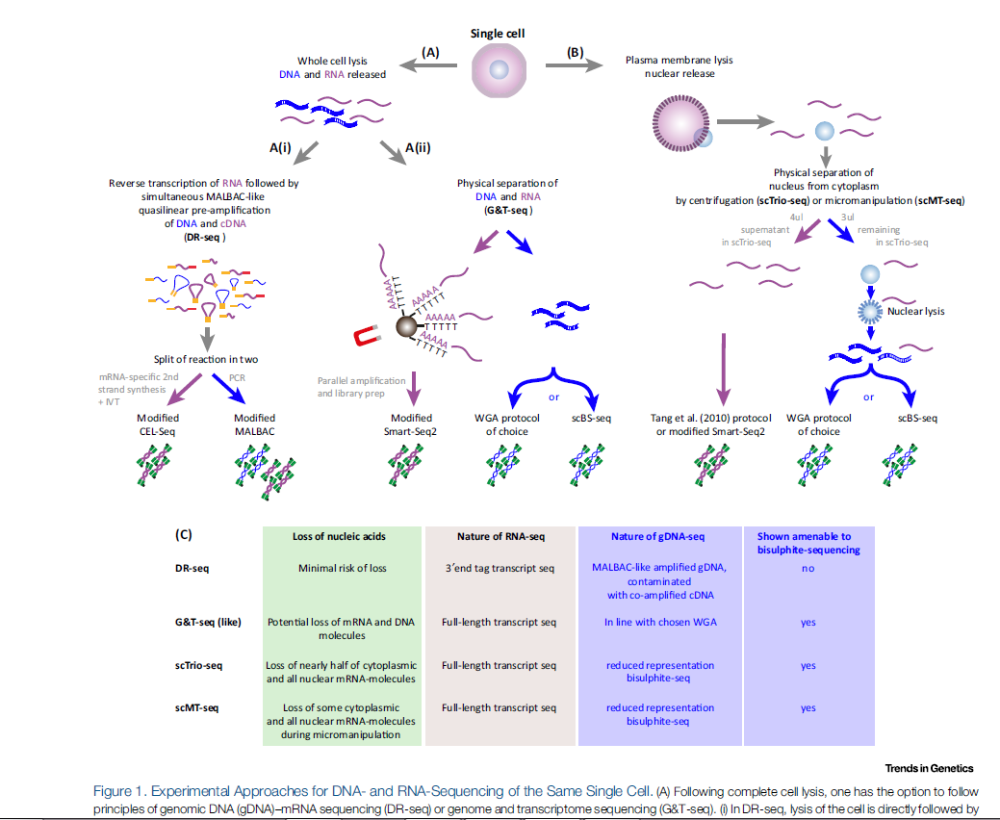 Single cell
(A)
(B)
Whole cell lysis
DNA and RNA released
Plasma membrane lysis
nuclear release
A(i)
A(ii)
Reverse transcription of RNA followed by
simultaneous MALBAC-like
quasilinear pre-amplification
of DNA and cDNA
(DR-seq )
Physical separation of
DNA and RNA
(G&T-seq )
Physical separation of
nucleus from cytoplasm
by centrifugation (scTrio-seq) or micromanipulation (scMT-seq)
4ul
3ul
supernatant
in scTrio-seq
remaining
in scTrio-seq
AAAAA
TTTTT
AAAAA
TTTTT
AAAAA
TTTTT
AAAAA
TTTTT
Nuclear lysis
Split of reaction in two
mRNA-specific 2nd
strand synthesis
+ IVT
PCR
Parallel amplification
and library prep
or
or
Modified
CEL-Seq
Modified
MALBAC
Modified
Smart-Seq2
WGA protocol
of choice
scBS-seq
Tang et al. (2010) protocol
or modified Smart-Seq2
WGA protocol
of choice
scBS-seq
(C)
Loss of nucleic acids
Nature of RNA-seq
Nature of gDNA-seq
Shown amenable to
bisulphite-sequencing
DR-seq
Minimal risk of loss
3′end tag transcript seq
MALBAC-like amplified gDNA,
contaminated
with co-amplified cDNA
no
G&T-seq (like)
Potential loss of mRNA and DNA
molecules
Full-length transcript seq
In line with chosen WGA
yes
scTrio-seq
Loss of nearly half of cytoplasmic
and all nuclear mRNA-molecules
Full-length transcript seq
reduced representation
bisulphite-seq
yes
scMT-seq
Loss of some cytoplasmic
and all nuclear mRNA-molecules
during micromanipulation
Full-length transcript seq
reduced representation
bisulphite-seq
yes
Trends in Genetics
Figure 1. Experimental Approaches for DNA- and RNA-Sequencing of the Same Single Cell. (A) Following complete cell lysis, one has the option to follow
principles of genomic DNA (gDNA)–mRNA sequencing (DR-seq) or genome and transcriptome sequencing (G&T-seq). (i) In DR-seq, lysis of the cell is directly followed by